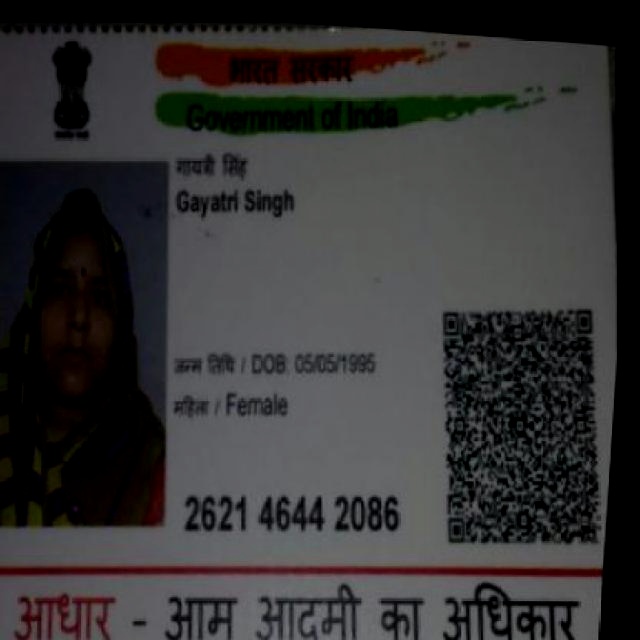 भारत सरकार
Government of India
गायत्री सिंह
Gayatri Singh
जन्म तिथि / DOB: 05/05/1995
महिला / Female
2621 4644 2086
आधार - आम आदमी का अधिकार